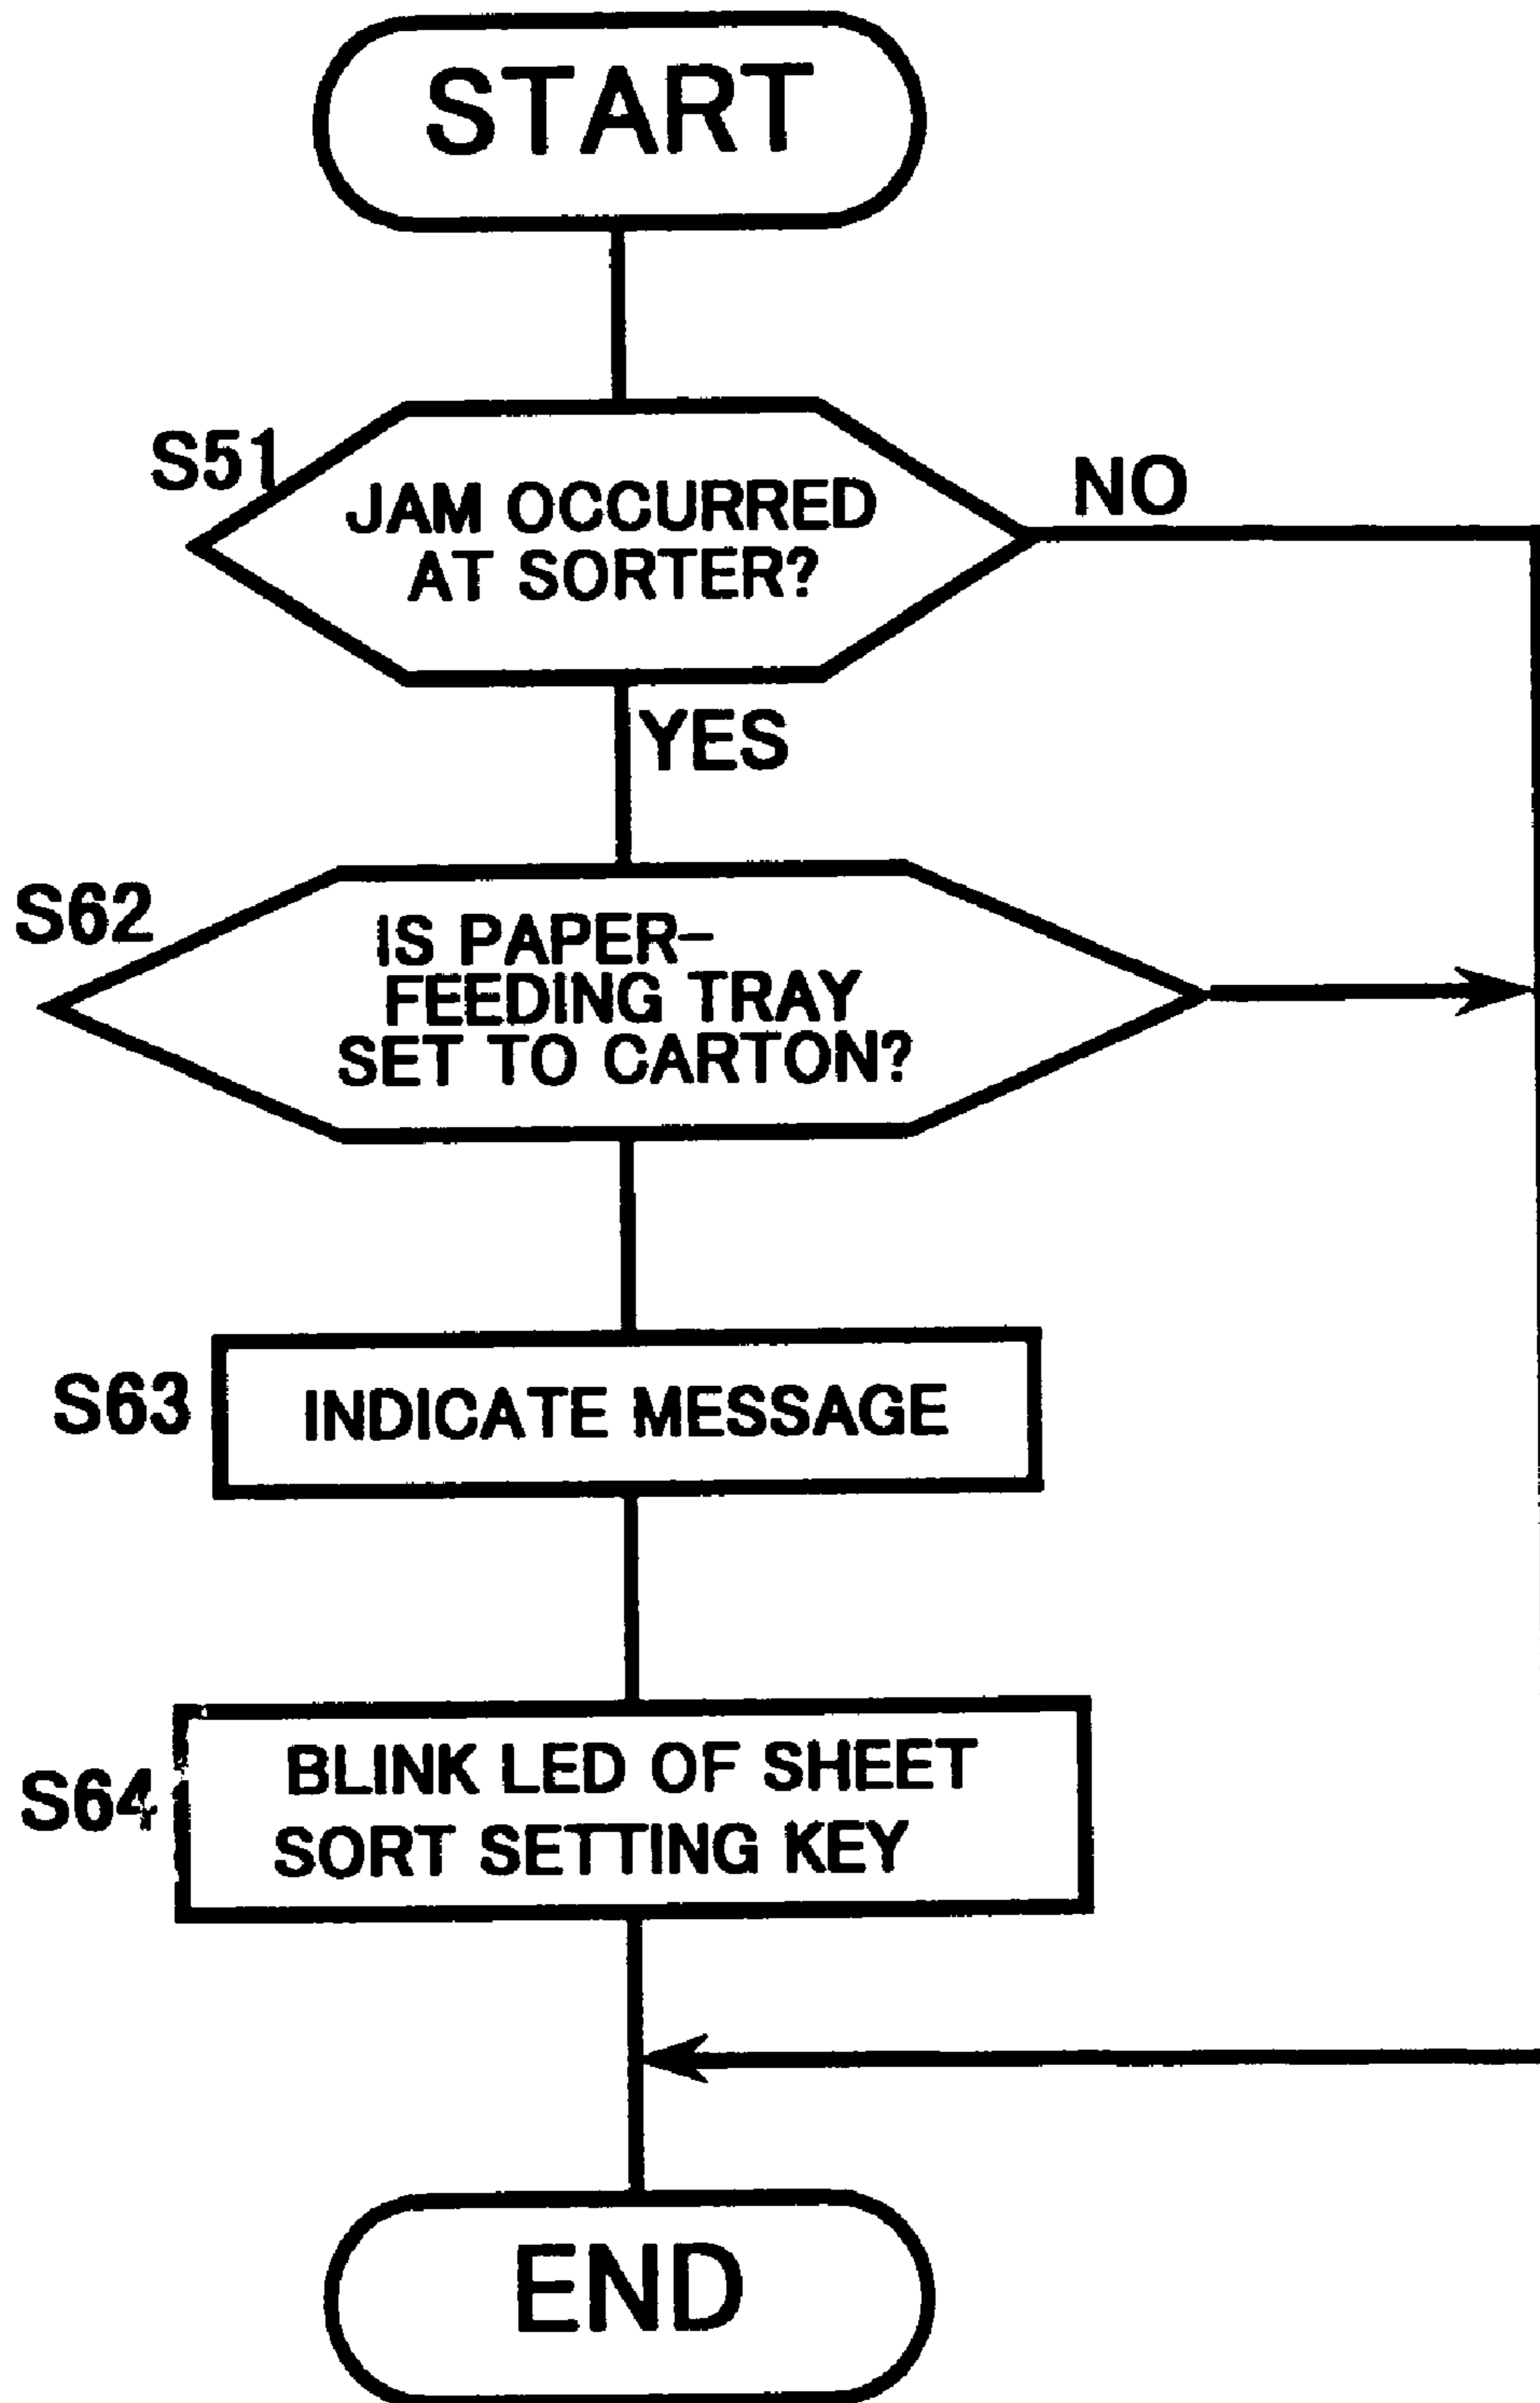 START
S51
JAM OCCURRED
AT SORTER?
NO
YES
S62
IS PAPER-
FEEDING TRAY
SET TO CARTON?
S63
INDICATE MESSAGE
S64
BLINK LED OF SHEET
SORT SETTING KEY
END